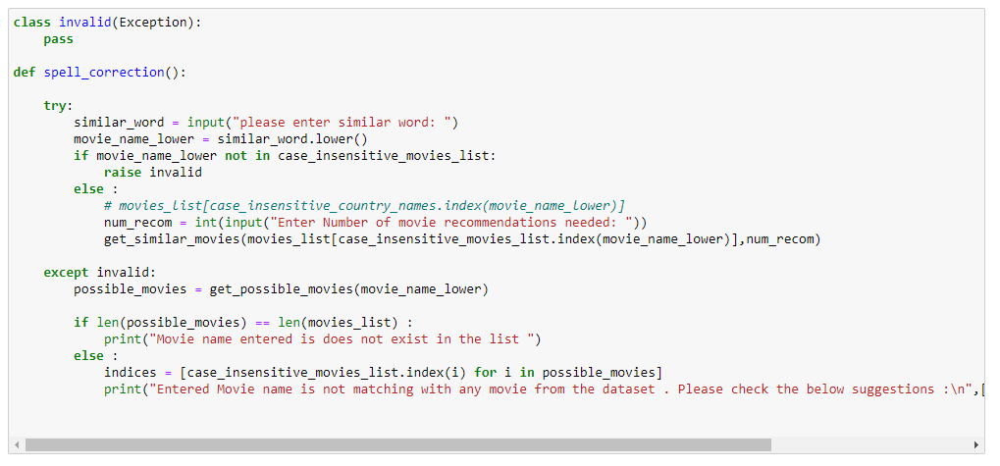 class invalid(Exception):
    pass

def spell_correction():

    try:
        similar_word = input("please enter similar word: ")
        movie_name_lower = similar_word.lower()
        if movie_name_lower not in case_insensitive_movies_list:
            raise invalid
        else :
            # movies_list[case_insensitive_country_names.index(movie_name_lower)]
            num_recom = int(input("Enter Number of movie recommendations needed: "))
            get_similar_movies(movies_list[case_insensitive_movies_list.index(movie_name_lower)],num_recom)

    except invalid:
        possible_movies = get_possible_movies(movie_name_lower)

        if len(possible_movies) == len(movies_list) :
            print("Movie name entered is does not exist in the list ")
        else :
            indices = [case_insensitive_movies_list.index(i) for i in possible_movies]
            print("Entered Movie name is not matching with any movie from the dataset . Please check the below suggestions :\n",[